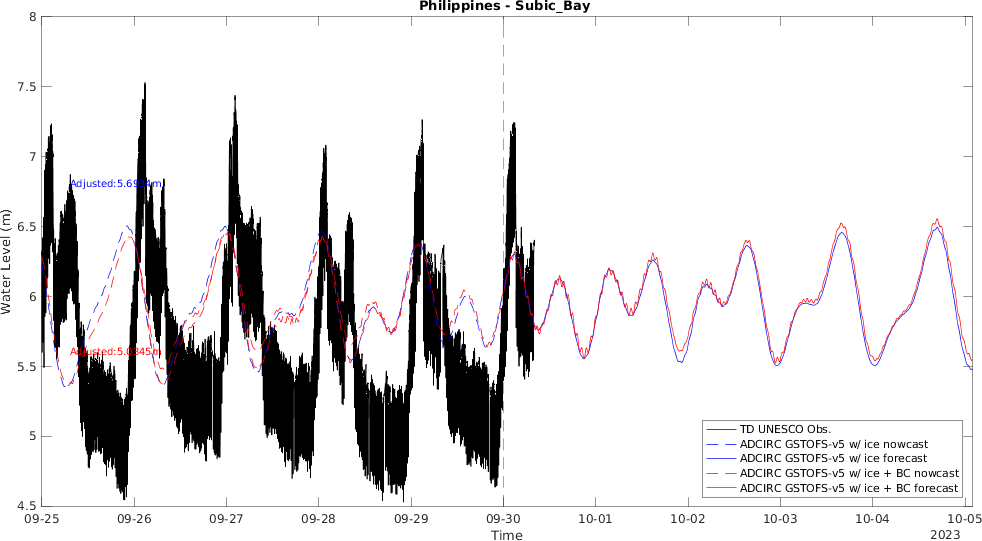 Philippines - Subic_Bay
8
7.5
7
6.5
6
5.5
5
4.5
Water Level (m)
Adjusted:5.0345m
TD UNESCO Obs.
ADCIRC GSTOFS-v5 w/ ice nowcast
ADCIRC GSTOFS-v5 w/ ice forecast
ADCIRC GSTOFS-v5 w/ ice + BC nowcast
ADCIRC GSTOFS-v5 w/ ice + BC forecast
09-25 09-26 09-27 09-28 09-29 09-30 10-01 10-02 10-03 10-04 10-05
Time
2023